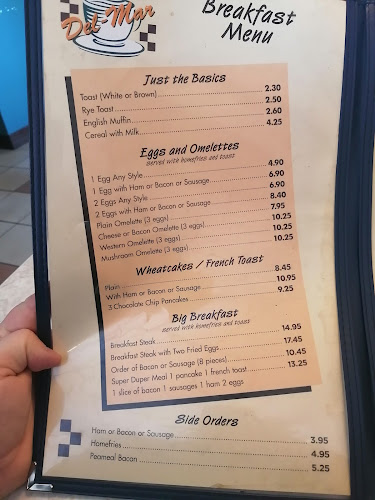 Del-Mar
Breakfast
Menu
Just the Basics
Toast (White or Brown) 2.30
Rye Toast 2.50
English Muffin 2.60
Cereal with Milk 4.25
Eggs and Omelettes
served with homefries and toast
1 Egg Any Style 4.90
1 Egg with Ham or Bacon or Sausage 6.90
2 Eggs Any Style 6.90
2 Eggs with Ham or Bacon or Sausage 8.40
Plain Omelette (3 eggs) 7.95
Cheese or Bacon Omelette (3 eggs) 10.25
Western Omelette (3 eggs) 10.25
Mushroom Omelette (3 eggs) 10.25
Wheatcakes / French Toast
Plain 8.45
With Ham or Bacon or Sausage 10.95
3 Chocolate Chip Pancakes 9.25
Big Breakfast
served with homefries and toast
Breakfast Steak 14.95
Breakfast Steak with Two Fried Eggs 17.45
Order of Bacon or Sausage (8 pieces) 10.45
Super Duper Meal 1 pancake 1 french toast 13.25
1 slice of bacon 1 sausages 1 ham 2 eggs
Side Orders
Ham or Bacon or Sausage 3.95
Homefries 4.95
Peameal Bacon 5.25